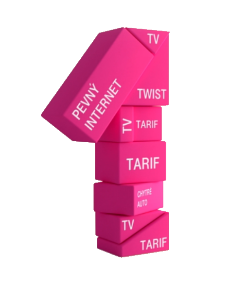 TV
TWIST
PEVNÝ
INTERNET
TV
TARIF
TARIF
CHYTRÉ
AUTO
TV
TARIF